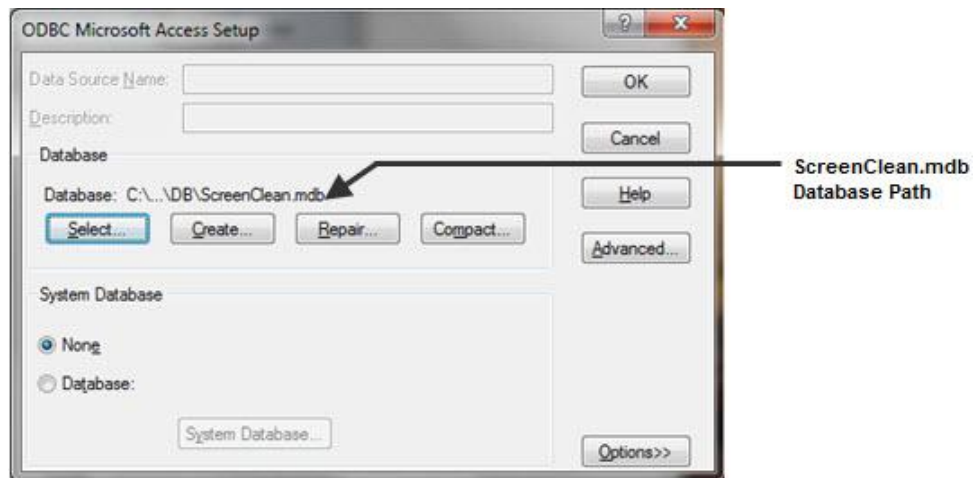 ODBC Microsoft Access Setup
Data Source Name:
OK
Description:
Cancel
Database
Database: C:\...\DB\ScreenClean.mdb
ScreenClean.mdb
Database Path
Help
Select...
Create...
Repair...
Compact...
Advanced...
System Database
None
Database:
System Database...
Options>>